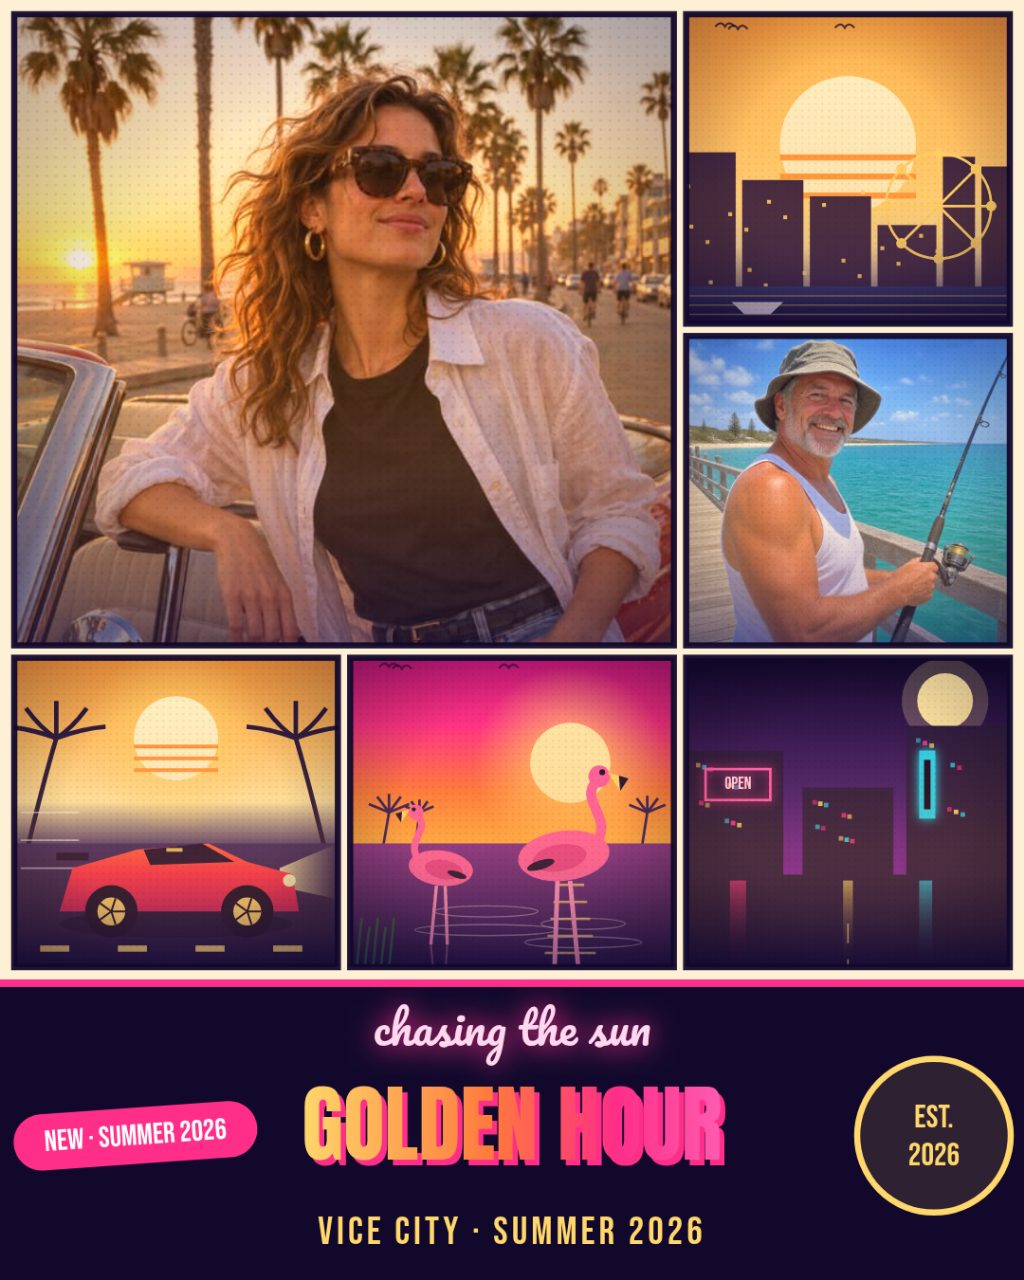 OPEN
chasing the sun
GOLDEN HOUR
NEW · SUMMER 2026
EST.
2026
VICE CITY · SUMMER 2026